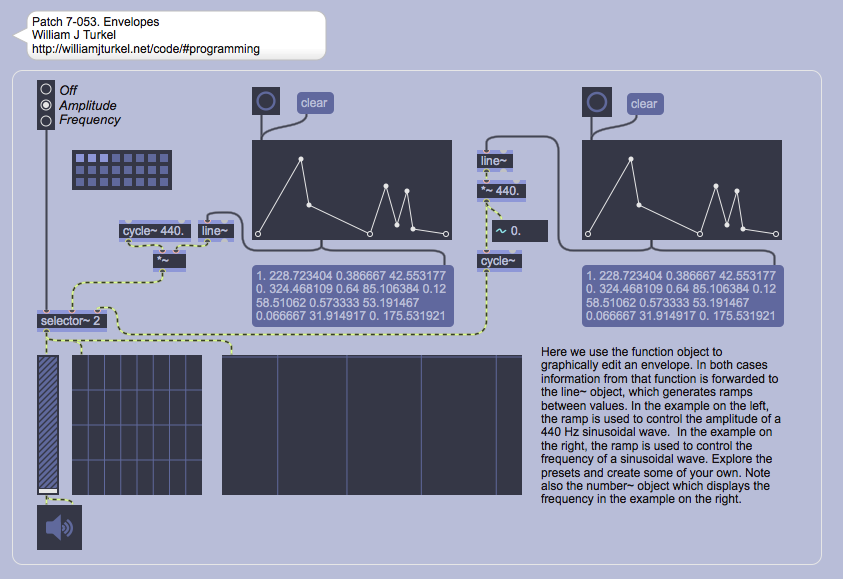 Patch 7-053. Envelopes
William J Turkel
http://williamjturkel.net/code/#programming
Off
Amplitude
Frequency
clear
clear
line~
*~ 440.
cycle~ 440.
line~
~ 0.
*~
cycle~
1. 228.723404 0.386667 42.553177
0. 324.468109 0.64 85.106384 0.12
58.51062 0.573333 53.191467
0.066667 31.914917 0. 175.531921
1. 228.723404 0.386667 42.553177
0. 324.468109 0.64 85.106384 0.12
58.51062 0.573333 53.191467
0.066667 31.914917 0. 175.531921
selector~ 2
Here we use the function object to
graphically edit an envelope. In both cases
information from that function is forwarded to
the line~ object, which generates ramps
between values. In the example on the left,
the ramp is used to control the amplitude of a
440 Hz sinusoidal wave.  In the example on
the right, the ramp is used to control the
frequency of a sinusoidal wave. Explore the
presets and create some of your own. Note
also the number~ object which displays the
frequency in the example on the right.